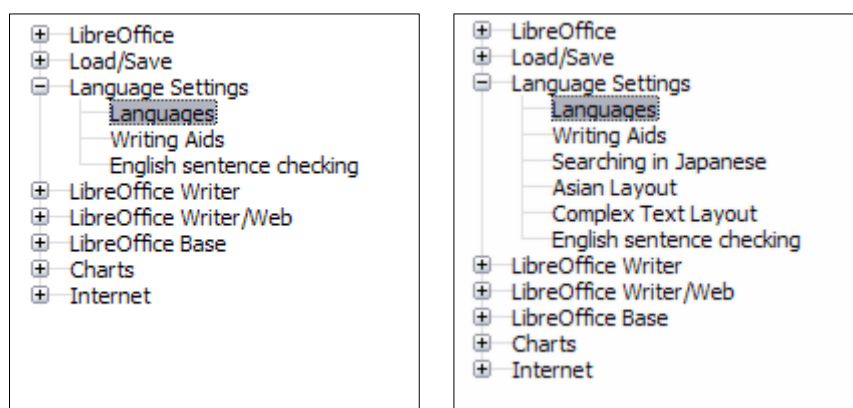 LibreOffice
Load/Save
Language Settings
Languages
Writing Aids
English sentence checking
LibreOffice Writer
LibreOffice Writer/Web
LibreOffice Base
Charts
Internet
LibreOffice
Load/Save
Language Settings
Languages
Writing Aids
Searching in Japanese
Asian Layout
Complex Text Layout
English sentence checking
LibreOffice Writer
LibreOffice Writer/Web
LibreOffice Base
Charts
Internet